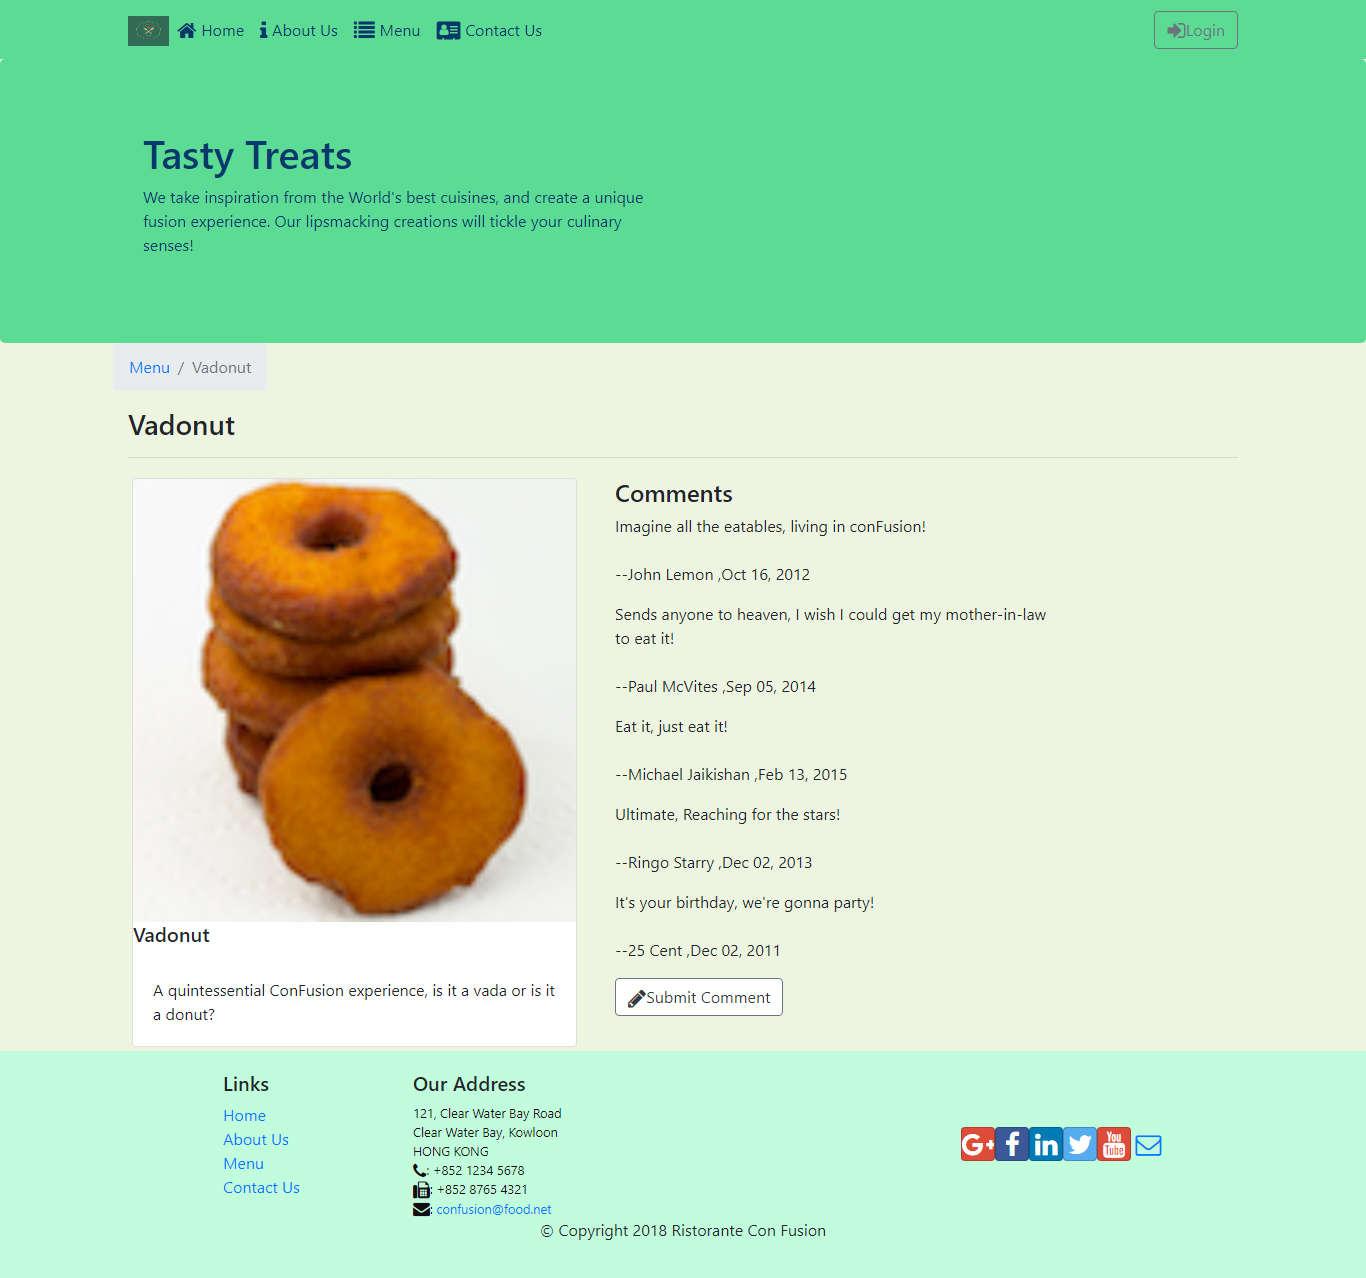 Home About Us Menu Contact Us Login
Tasty Treats
We take inspiration from the World's best cuisines, and create a unique
fusion experience. Our lipsmacking creations will tickle your culinary
senses!
Menu / Vadonut
Vadonut
Vadonut
A quintessential ConFusion experience, is it a vada or is it
a donut?
Comments
Imagine all the eatables, living in conFusion!
--John Lemon ,Oct 16, 2012
Sends anyone to heaven, I wish I could get my mother-in-law
to eat it!
--Paul McVites ,Sep 05, 2014
Eat it, just eat it!
--Michael Jaikishan ,Feb 13, 2015
Ultimate, Reaching for the stars!
--Ringo Starry ,Dec 02, 2013
It's your birthday, we're gonna party!
--25 Cent ,Dec 02, 2011
Submit Comment
Links
Home
About Us
Menu
Contact Us
Our Address
121, Clear Water Bay Road
Clear Water Bay, Kowloon
HONG KONG
: +852 1234 5678
: +852 8765 4321
: confusion@food.net
G+ f in You Tube
© Copyright 2018 Ristorante Con Fusion